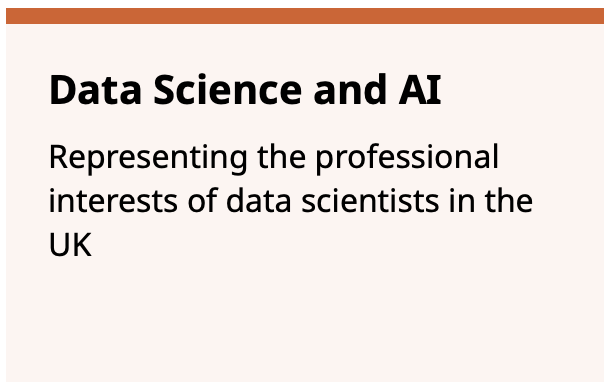 Data Science and AI
Representing the professional
interests of data scientists in the
UK